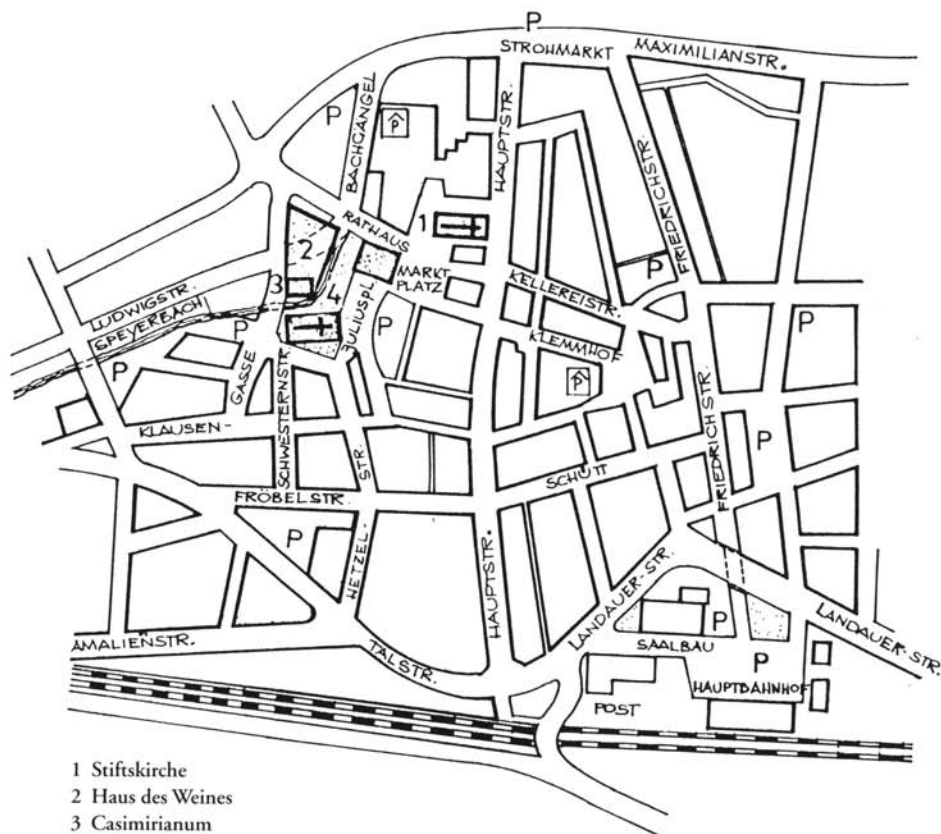 P
STROHMARKT
MAXIMILIANSTR.
BACHGÄNGEL
P
P
HAUPTSTR.
FRIEDRICHSTR.
P
1
RATHAUS
2
MARKT
PLATZ
P
3
4
JULIUSPL.
KELLEREISTR.
LUDWIGSTR.
SPEYERBACH
P
P
KLEMMHOF
P
P
GASSE
P
KLAUSEN-
SCHWESTERNSTR.
STR.
HETZEL-
FRIEDRICHSTR.
P
SCHÜTT
FRÖBELSTR.
P
HAUPTSTR.
LANDAUER-STR.
AMALIENSTR.
TALSTR.
P
SAALBAU
P
LANDAUER-STR.
HAUPTBAHNHOF
POST
1 Stiftskirche
2 Haus des Weines
3 Casimirianum